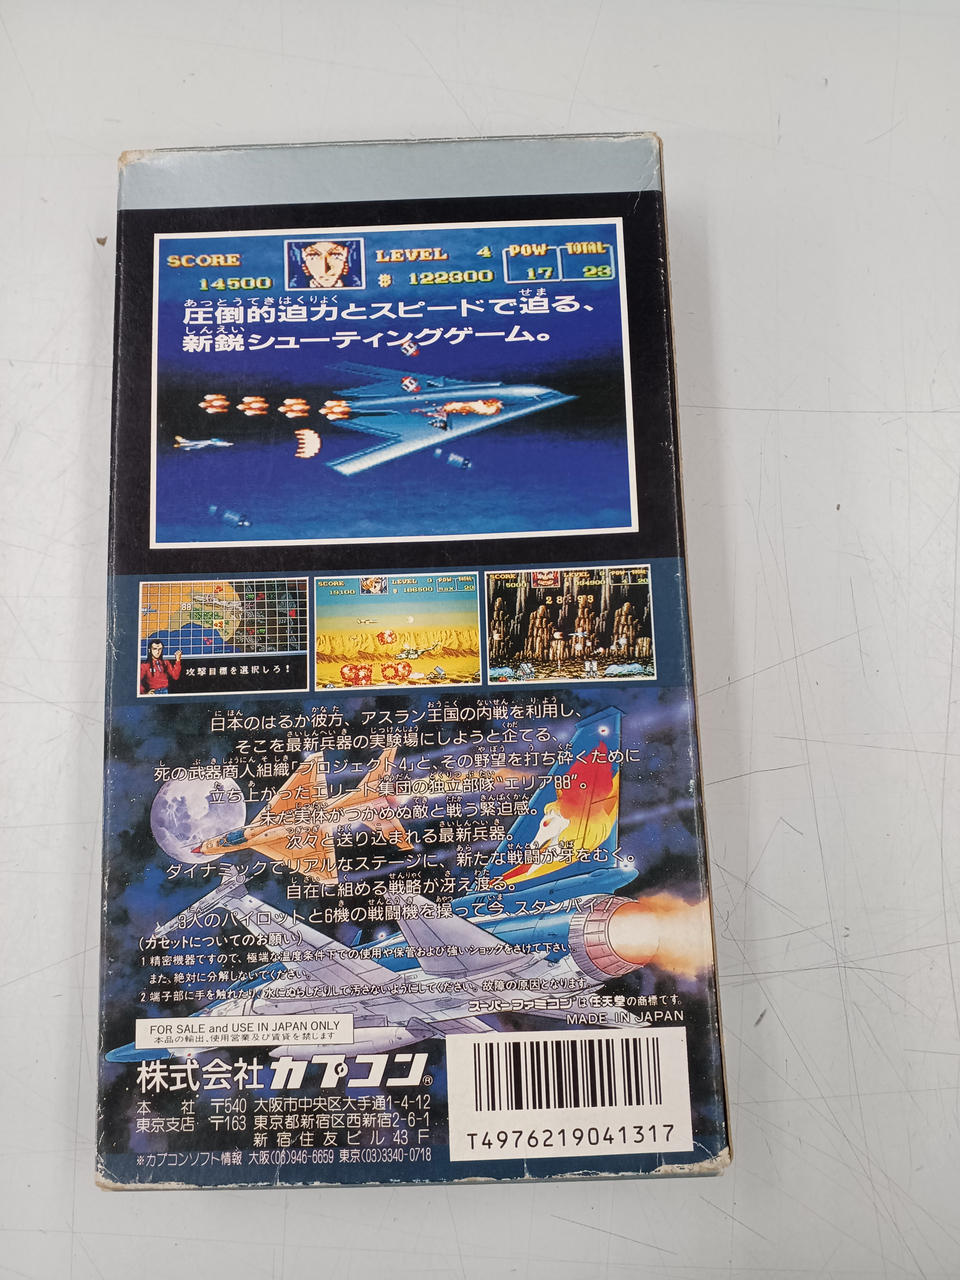 SCORE LEVEL 4 POW TOTAL
14500 $ 122300 17 23
圧倒的迫力とスピードで迫る、
新鋭シューティングゲーム。
88
攻撃目標を選択しろ!
SCORE LEVEL POW TOTAL
19100 $ 106500 MAX 20
SCORE LEVEL POW TOTAL
5000
28:93
日本のはるか彼方、アスラン王国の内戦を利用し、
そこを最新兵器の実験場にしようと企てる、
死の武器商人組織「プロジェクト4」と、その野望を打ち砕くために
立ち上がったエリート集団の独立部隊"エリア88"。
未だ実体がつかめぬ敵と戦う緊迫感。
次々と送り込まれる最新兵器。
ダイナミックでリアルなステージに、新たな戦闘が牙をむく。
自在に組める戦略が冴え渡る。
3人のパイロットと6機の戦闘機を操って今、スタンバイ!
(カセットについてのお願い)
1 精密機器ですので、極端な温度条件下での使用や保管および強いショックをさけて下さい。
また、絶対に分解しないでください。
2 端子部に手を触れたり、水にぬらしたりして汚さないようにしてください。故障の原因となります。
スーパーファミコンは任天堂の商標です。
MADE IN JAPAN
FOR SALE and USE IN JAPAN ONLY
本品の輸出、使用営業及び賃貸を禁じます
株式会社カプコン®
本社 〒540 大阪市中央区大手通1-4-12
東京支店 〒163 東京都新宿区西新宿2-6-1
新宿住友ビル 43 F
※カプコンソフト情報 大阪(06)946-6659 東京(03)3340-0718
T4976219041317